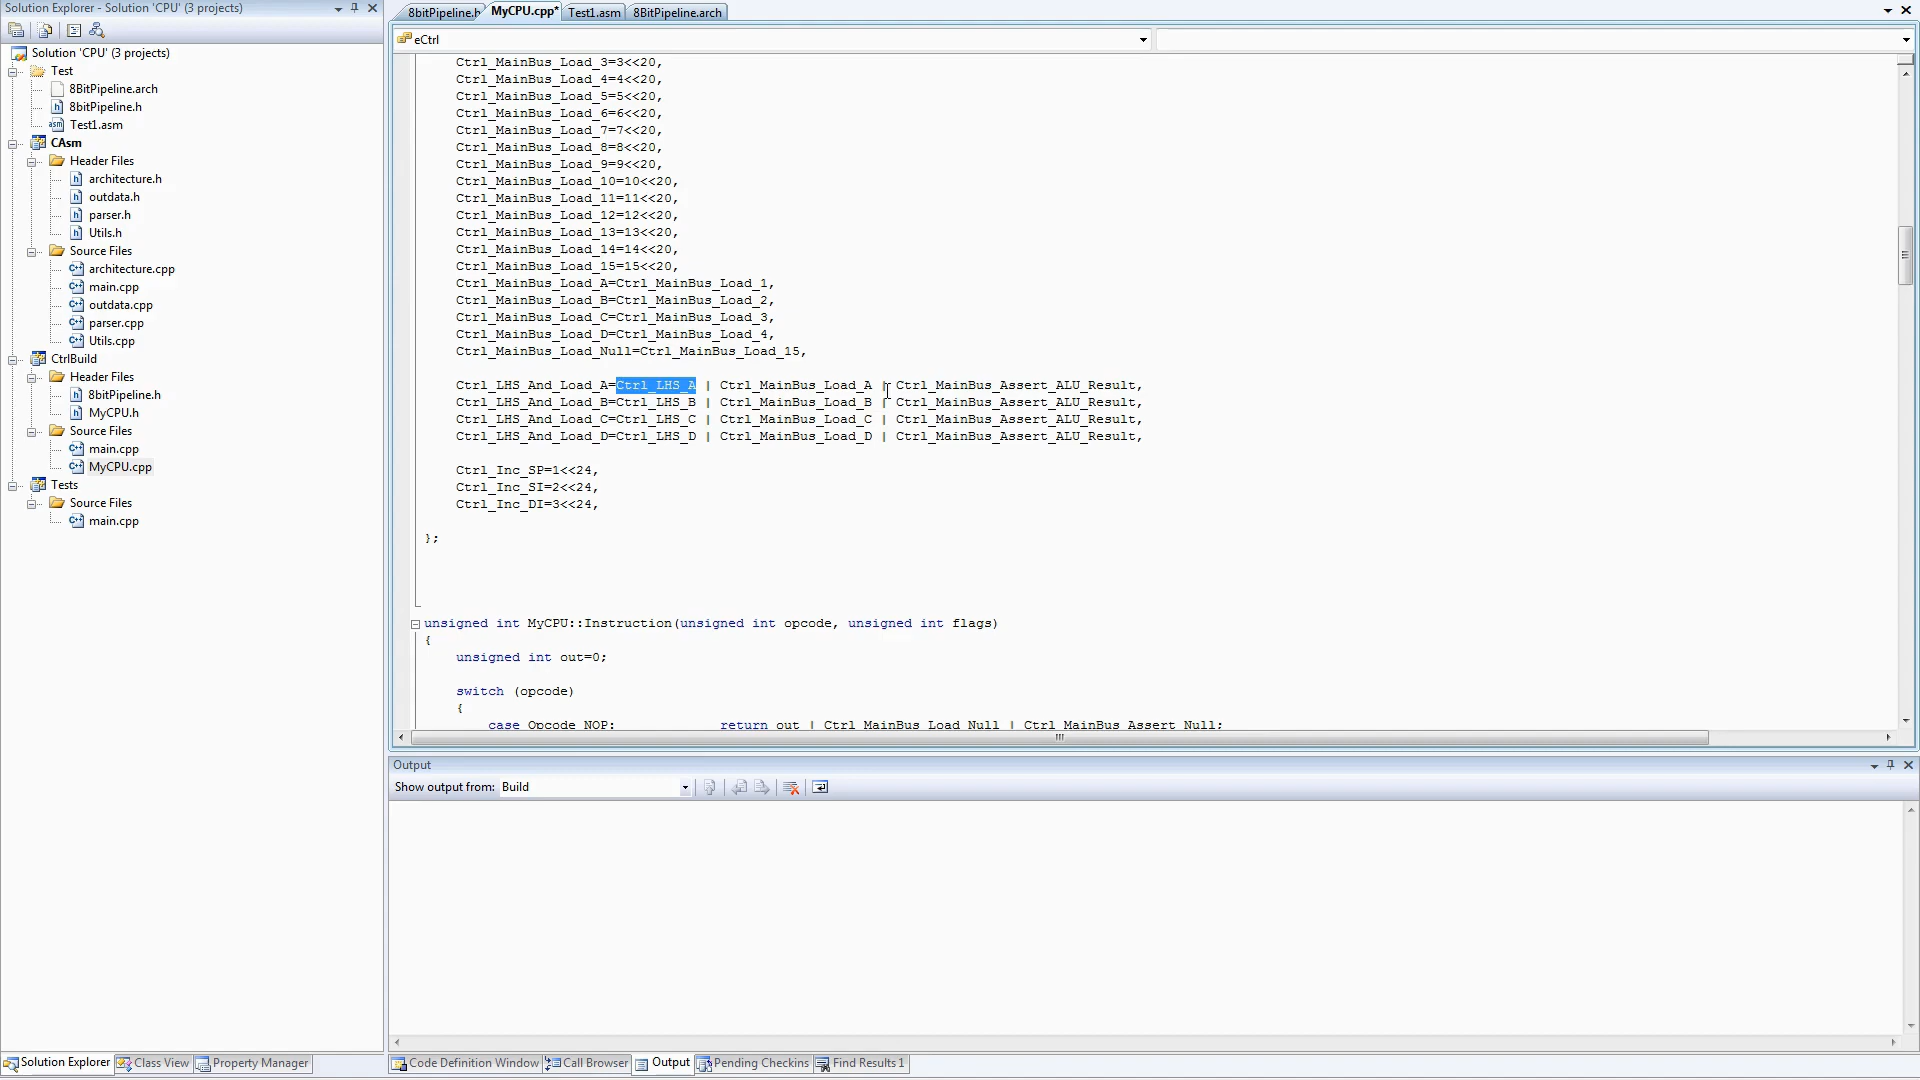 Solution Explorer - Solution 'CPU' (3 projects)
Solution 'CPU' (3 projects)
Test
8BitPipeline.arch
8bitPipeline.h
Test1.asm
CAsm
Header Files
architecture.h
outdata.h
parser.h
Utils.h
Source Files
architecture.cpp
main.cpp
outdata.cpp
parser.cpp
Utils.cpp
CtrlBuild
Header Files
8bitPipeline.h
MyCPU.h
Source Files
main.cpp
MyCPU.cpp
Tests
Source Files
main.cpp
Solution Explorer Class View Property Manager
8bitPipeline.h MyCPU.cpp* Test1.asm 8BitPipeline.arch
eCtrl
Ctrl_MainBus_Load_3=3<<20,
Ctrl_MainBus_Load_4=4<<20,
Ctrl_MainBus_Load_5=5<<20,
Ctrl_MainBus_Load_6=6<<20,
Ctrl_MainBus_Load_7=7<<20,
Ctrl_MainBus_Load_8=8<<20,
Ctrl_MainBus_Load_9=9<<20,
Ctrl_MainBus_Load_10=10<<20,
Ctrl_MainBus_Load_11=11<<20,
Ctrl_MainBus_Load_12=12<<20,
Ctrl_MainBus_Load_13=13<<20,
Ctrl_MainBus_Load_14=14<<20,
Ctrl_MainBus_Load_15=15<<20,
Ctrl_MainBus_Load_A=Ctrl_MainBus_Load_1,
Ctrl_MainBus_Load_B=Ctrl_MainBus_Load_2,
Ctrl_MainBus_Load_C=Ctrl_MainBus_Load_3,
Ctrl_MainBus_Load_D=Ctrl_MainBus_Load_4,
Ctrl_MainBus_Load_Null=Ctrl_MainBus_Load_15,
Ctrl_LHS_And_Load_A=Ctrl_LHS_A | Ctrl_MainBus_Load_A | Ctrl_MainBus_Assert_ALU_Result,
Ctrl_LHS_And_Load_B=Ctrl_LHS_B | Ctrl_MainBus_Load_B | Ctrl_MainBus_Assert_ALU_Result,
Ctrl_LHS_And_Load_C=Ctrl_LHS_C | Ctrl_MainBus_Load_C | Ctrl_MainBus_Assert_ALU_Result,
Ctrl_LHS_And_Load_D=Ctrl_LHS_D | Ctrl_MainBus_Load_D | Ctrl_MainBus_Assert_ALU_Result,
Ctrl_Inc_SP=1<<24,
Ctrl_Inc_SI=2<<24,
Ctrl_Inc_DI=3<<24,
};
unsigned int MyCPU::Instruction(unsigned int opcode, unsigned int flags)
{
unsigned int out=0;
switch (opcode)
{
case Opcode_NOP: return out | Ctrl_MainBus_Load_Null | Ctrl_MainBus_Assert_Null;
Output
Show output from: Build
Code Definition Window Call Browser Output Pending Checkins Find Results 1